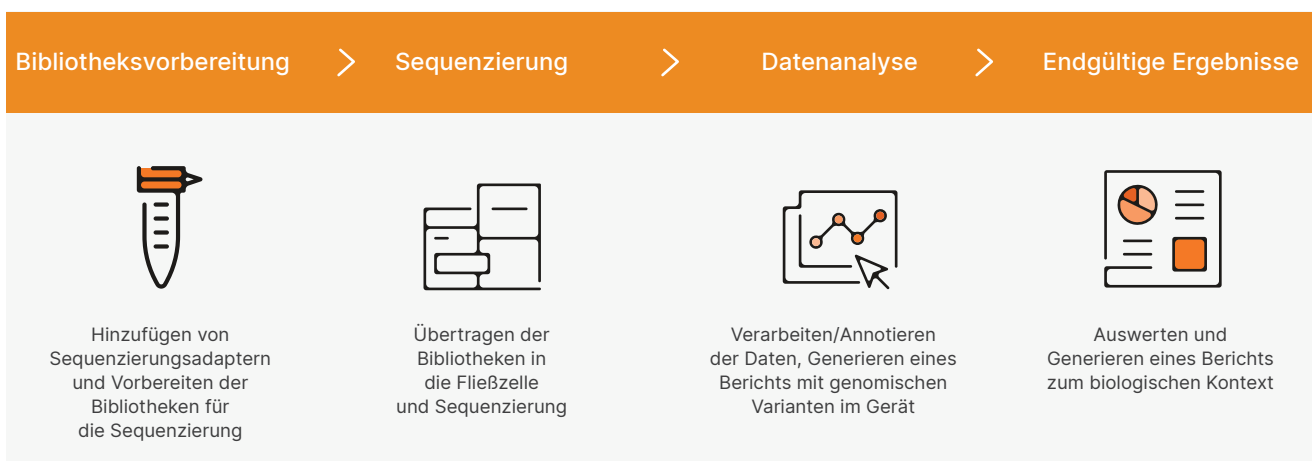 Bibliotheksvorbereitung
Sequenzierung
Datenanalyse
Endgültige Ergebnisse
Hinzufügen von
Sequenzierungsadaptern
und Vorbereiten der
Bibliotheken für
die Sequenzierung
Übertragen der
Bibliotheken in
die Fließzelle
und Sequenzierung
Verarbeiten/Annotieren
der Daten, Generieren eines
Berichts mit genomischen
Varianten im Gerät
Auswerten und
Generieren eines Berichts
zum biologischen Kontext